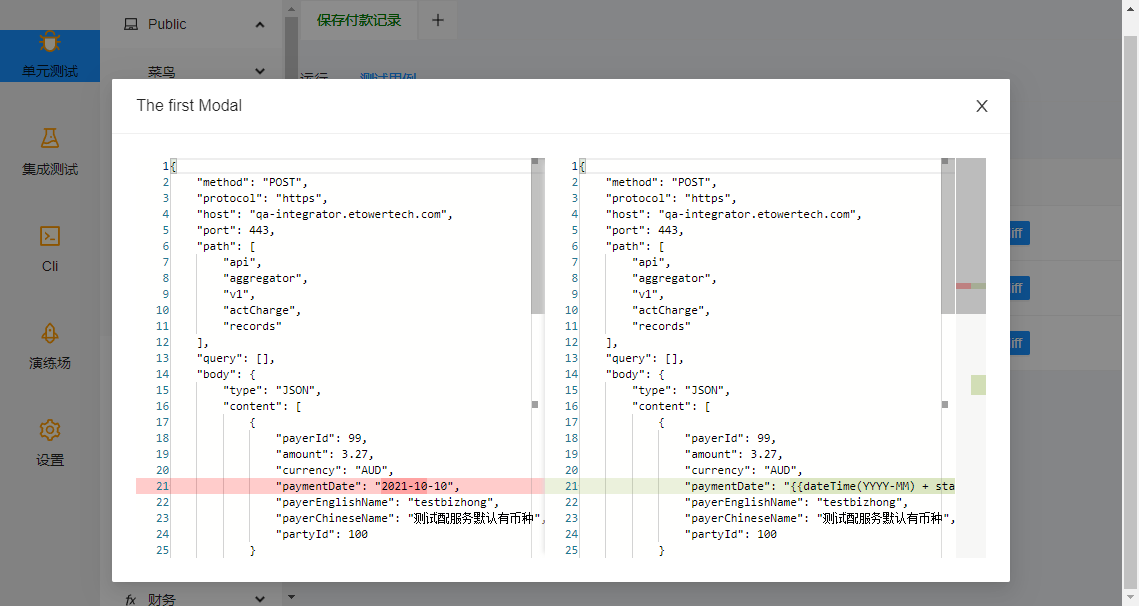 Public
保存付款记录
单元测试
菜鸟
运行
测试用例
The first Modal
集成测试
Cli
演练场
设置
财务
iff
iff
iff
1 {
2 "method": "POST",
3 "protocol": "https",
4 "host": "qa-integrator.etowertech.com",
5 "port": 443,
6 "path": [
7 "api",
8 "aggregator",
9 "v1",
10 "actCharge",
11 "records"
12 ],
13 "query": [],
14 "body": {
15 "type": "JSON",
16 "content": [
17 {
18 "payerId": 99,
19 "amount": 3.27,
20 "currency": "AUD",
21 "paymentDate": "2021-10-10",
22 "payerEnglishName": "testbizhong",
23 "payerChineseName": "测试配服务默认有币种",
24 "partyId": 100
25 }
1 {
2 "method": "POST",
3 "protocol": "https",
4 "host": "qa-integrator.etowertech.com",
5 "port": 443,
6 "path": [
7 "api",
8 "aggregator",
9 "v1",
10 "actCharge",
11 "records"
12 ],
13 "query": [],
14 "body": {
15 "type": "JSON",
16 "content": [
17 {
18 "payerId": 99,
19 "amount": 3.27,
20 "currency": "AUD",
21 "paymentDate": "{{dateTime(YYYY-MM) + sta
22 "payerEnglishName": "testbizhong",
23 "payerChineseName": "测试配服务默认有币种",
24 "partyId": 100
25 }